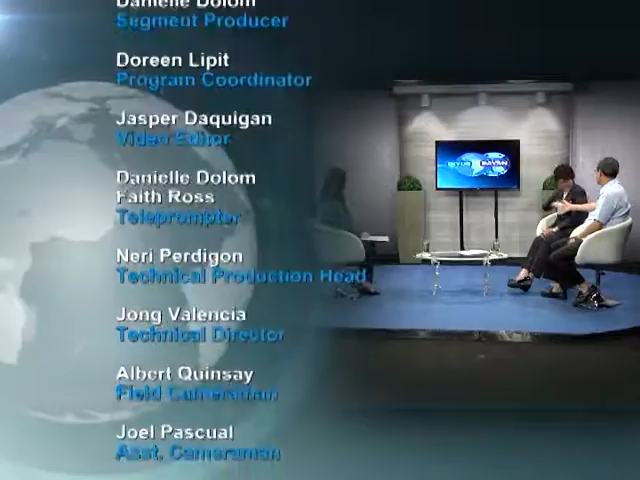 Danielle Dolom
Segment Producer
Doreen Lipit
Program Coordinator
Jasper Daquigan
Video Editor
Danielle Dolom
Faith Ross
Teleprompter
Neri Perdigon
Technical Production Head
Jong Valencia
Technical Director
Albert Quinsay
Field Cameraman
Joel Pascual
Asst. Cameraman